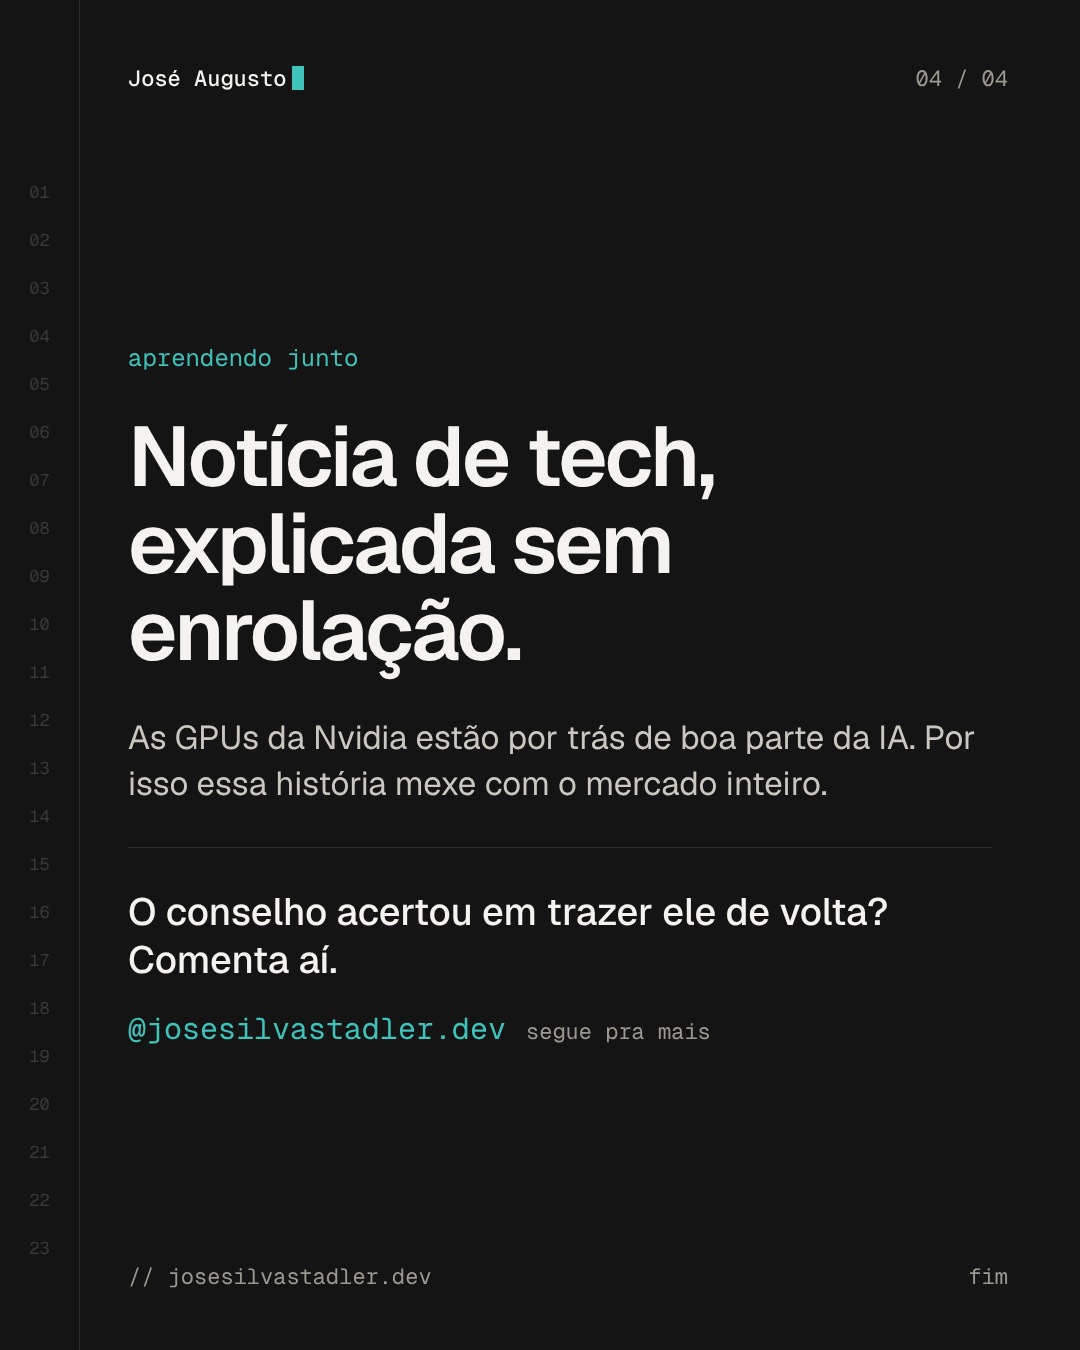 José Augusto
04 / 04
01
02
03
04
05
06
07
08
09
10
11
12
13
14
15
16
17
18
19
20
21
22
23
aprendendo junto
Notícia de tech,
explicada sem
enrolação.
As GPUs da Nvidia estão por trás de boa parte da IA. Por
isso essa história mexe com o mercado inteiro.
O conselho acertou em trazer ele de volta?
Comenta aí.
@josesilvastadler.dev segue pra mais
// josesilvastadler.dev
fim